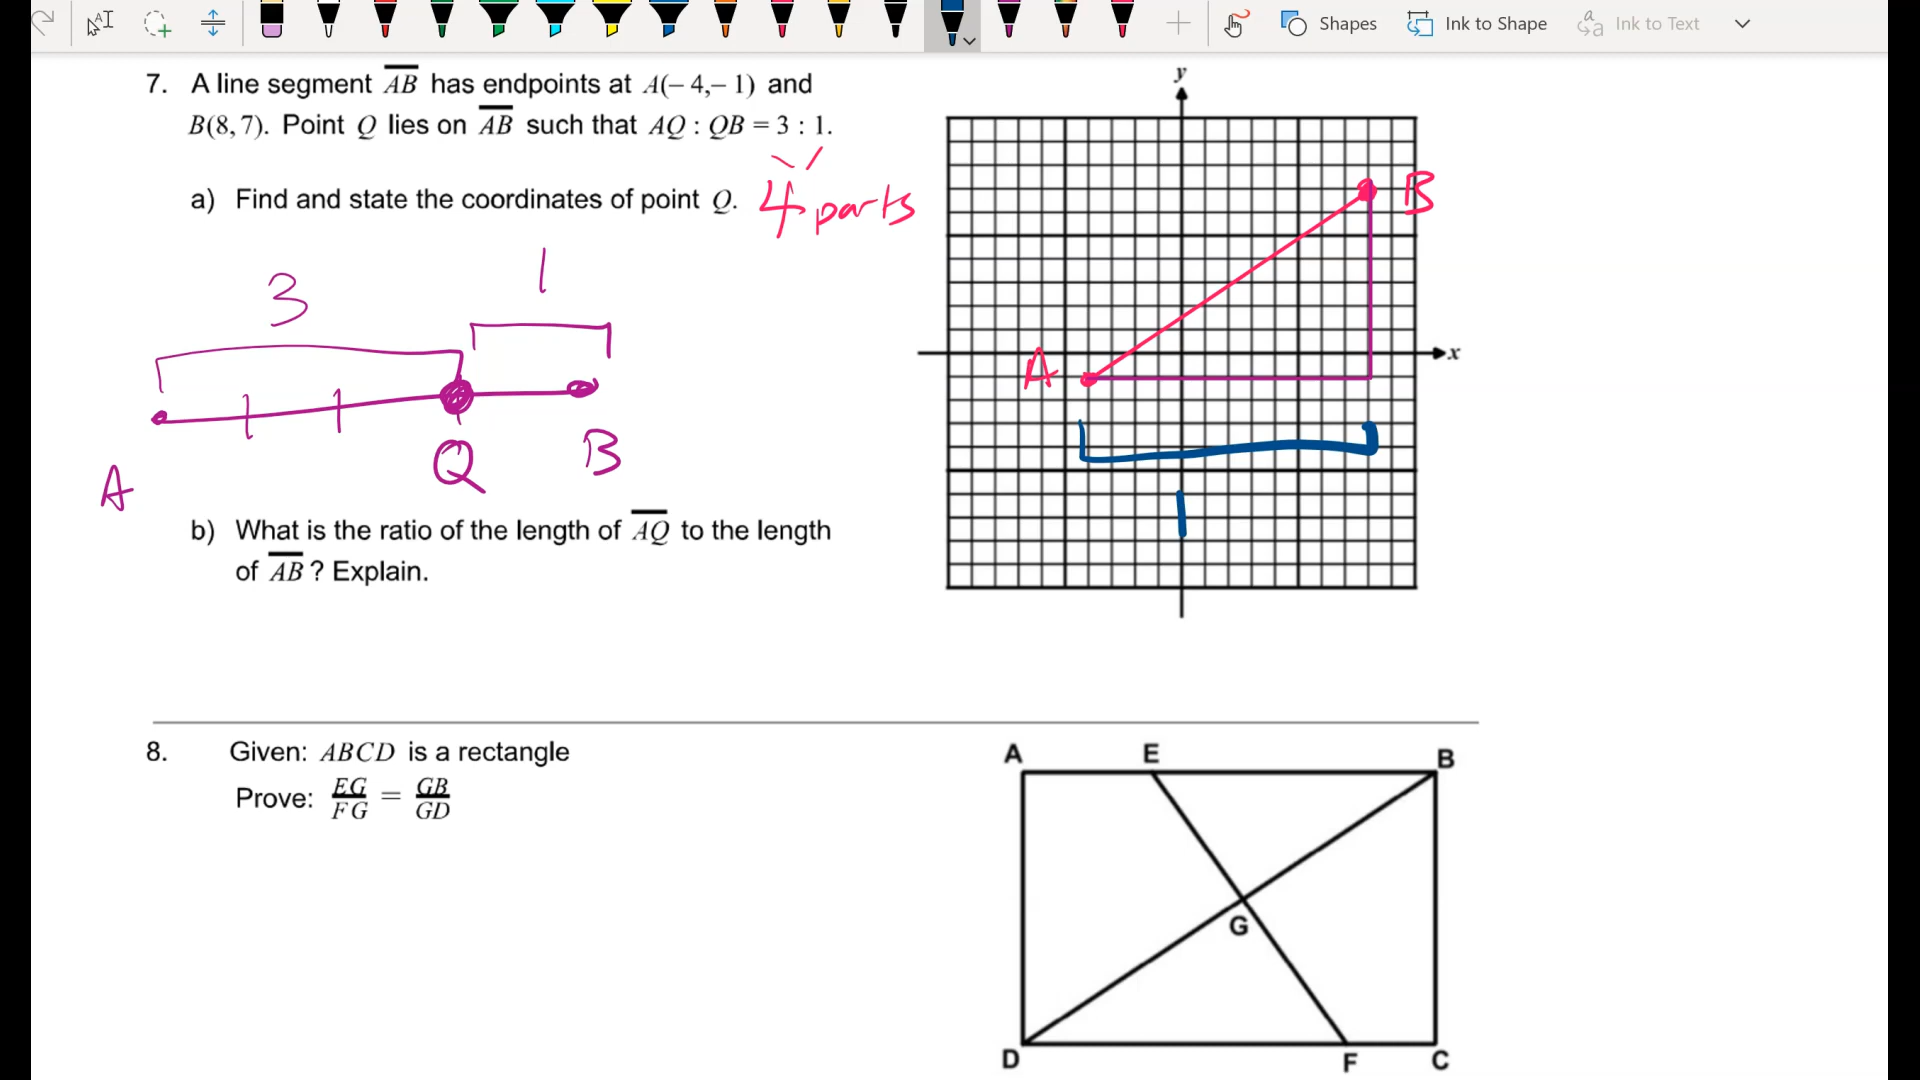 Shapes
Ink to Shape
Ink to Text
7. A line segment AB has endpoints at A(– 4,– 1) and
B(8, 7). Point Q lies on AB such that AQ : QB = 3 : 1.
a) Find and state the coordinates of point Q.
4 parts
3
1
A
Q
B
b) What is the ratio of the length of AQ to the length
of AB ? Explain.
y
B
A
x
1
8. Given: ABCD is a rectangle
Prove: EG/FG = GB/GD
A E B
G
D F C